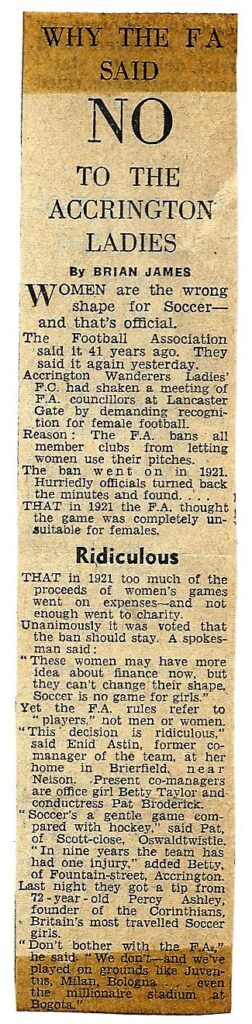 WHY THE FA
SAID
NO
TO THE
ACCRINGTON
LADIES
By BRIAN JAMES
WOMEN are the wrong
shape for Soccer—
and that's official.
The Football Association
said it 41 years ago. They
said it again yesterday.
Accrington Wanderers Ladies'
F.C. had shaken a meeting of
F.A. councillors at Lancaster
Gate by demanding recogni-
tion for female football.
Reason: The F.A. bans all
member clubs from letting
women use their pitches.
The ban went on in 1921.
Hurriedly officials turned back
the minutes and found. . . .
THAT in 1921 the F.A. thought
the game was completely un-
suitable for females.
Ridiculous
THAT in 1921 too much of the
proceeds of women's games
went on expenses—and not
enough went to charity.
Unanimously it was voted that
the ban should stay. A spokes-
man said:
"These women may have more
idea about finance now, but
they can't change their shape.
Soccer is no game for girls."
Yet the F.A. rules refer to
"players," not men or women.
"This decision is ridiculous,"
said Enid Astin, former co-
manager of the team, at her
home in Brierfield, near
Nelson. Present co-managers
are office girl Betty Taylor and
conductress Pat Broderick.
"Soccer's a gentle game com-
pared with hockey," said Pat,
of Scott-close, Oswaldtwistle.
"In nine years the team has
had one injury," added Betty,
of Fountain-street, Accrington.
Last night they got a tip from
72-year-old Percy Ashley,
founder of the Corinthians,
Britain's most travelled Soccer
girls.
"Don't bother with the F.A.,"
he said. "We don't—and we've
played on grounds like Juven-
tus, Milan, Bologna . . . even
the millionaire stadium at
Bogota."